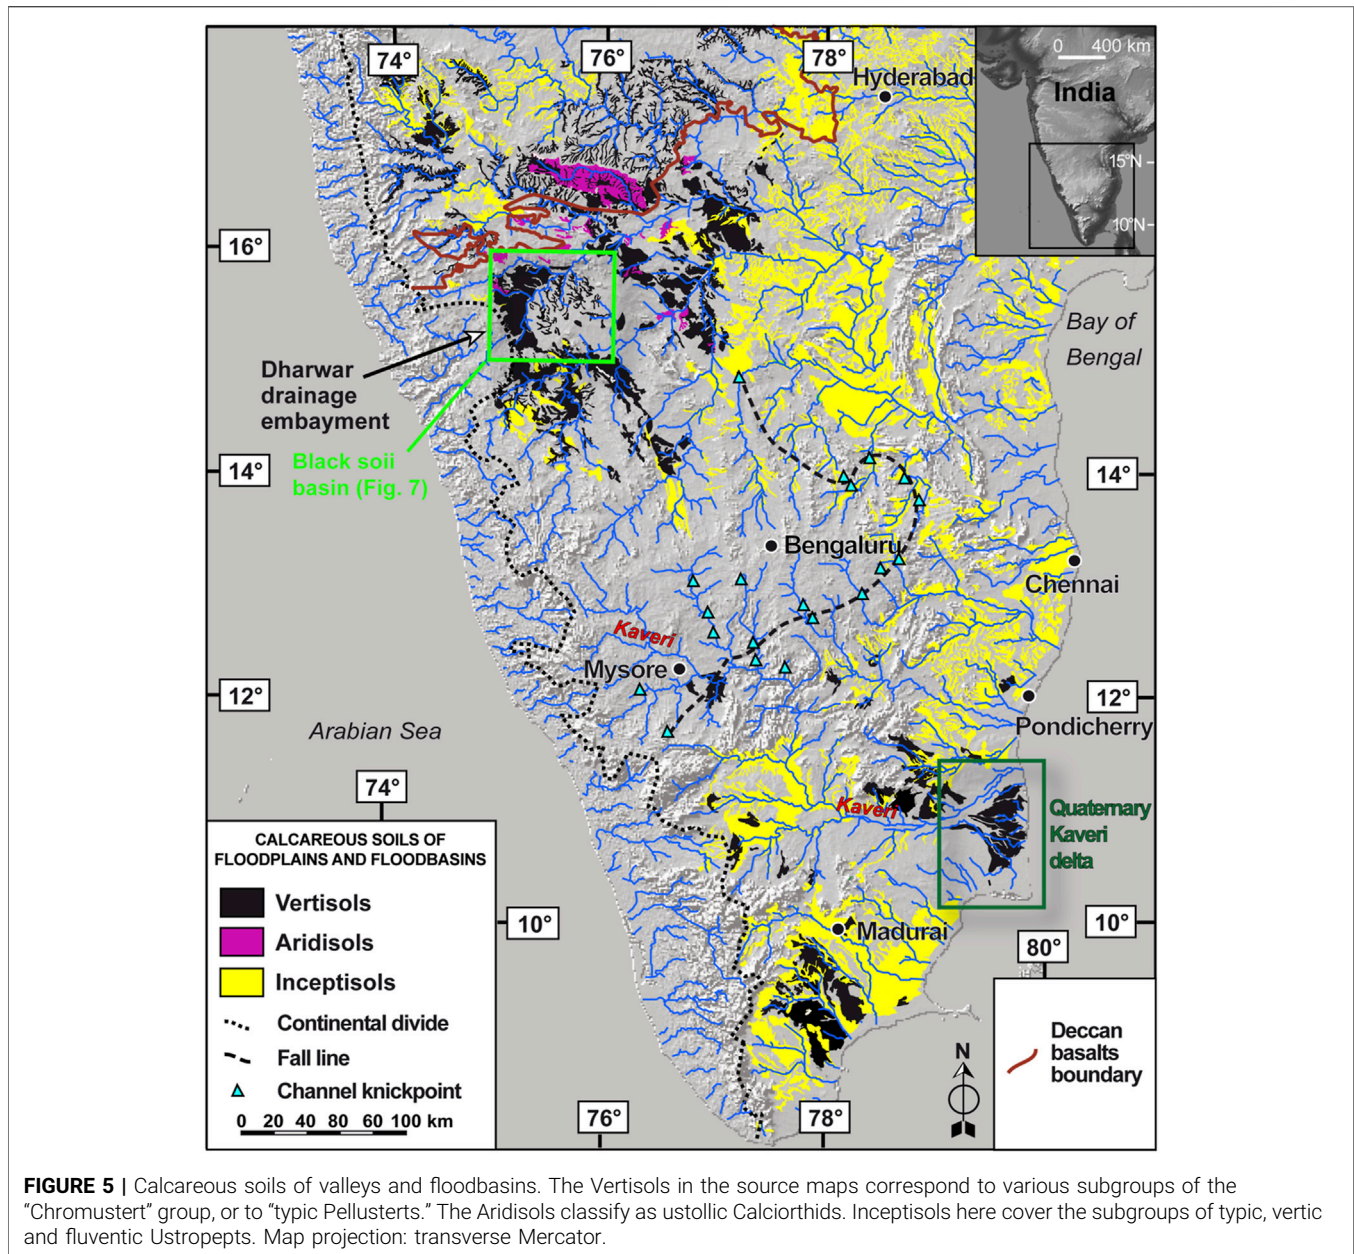 74°
76°
78°
Hyderabad
0 400 km
India
15°N
10°N
16°
Bay of
Bengal
Dharwar
drainage
embayment
Black soii
basin (Fig. 7)
14°
14°
Bengaluru
Chennai
Kaveri
Mysore
12°
12°
Pondicherry
Arabian Sea
74°
Kaveri
Quaternary
Kaveri
delta
CALCAREOUS SOILS OF
FLOODPLAINS AND FLOODBASINS
Vertisols
Aridisols
Inceptisols
Continental divide
Fall line
Channel knickpoint
0 20 40 60 100 km
10°
Madurai
10°
80°
Deccan
basalts
boundary
N
76°
78°
FIGURE 5 | Calcareous soils of valleys and floodbasins. The Vertisols in the source maps correspond to various subgroups of the
“Chromustert” group, or to “typic Pellusterts.” The Aridisols classify as ustollic Calciorthids. Inceptisols here cover the subgroups of typic, vertic
and fluventic Ustropepts. Map projection: transverse Mercator.